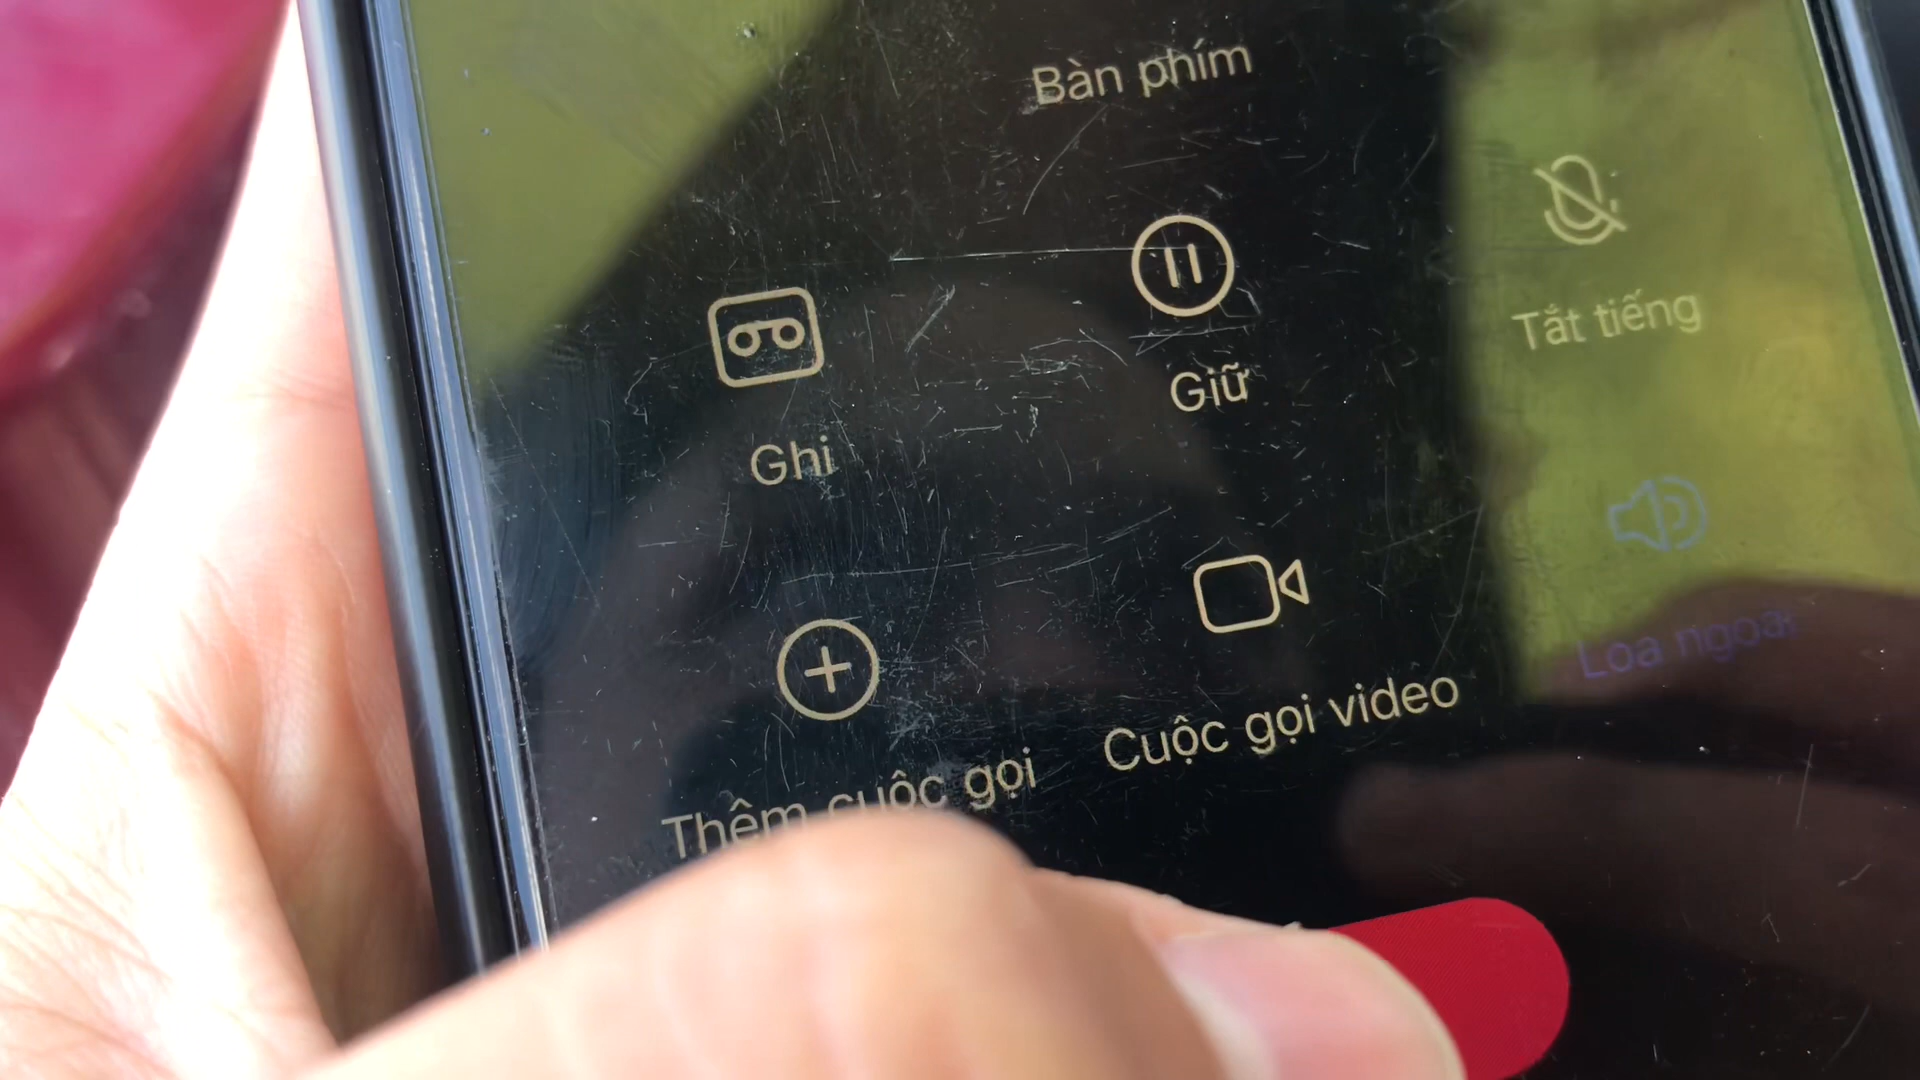 Bàn phím
Tắt tiếng
Ghi
Giữ
Loa ngoài
Thêm cuộc gọi
Cuộc gọi video